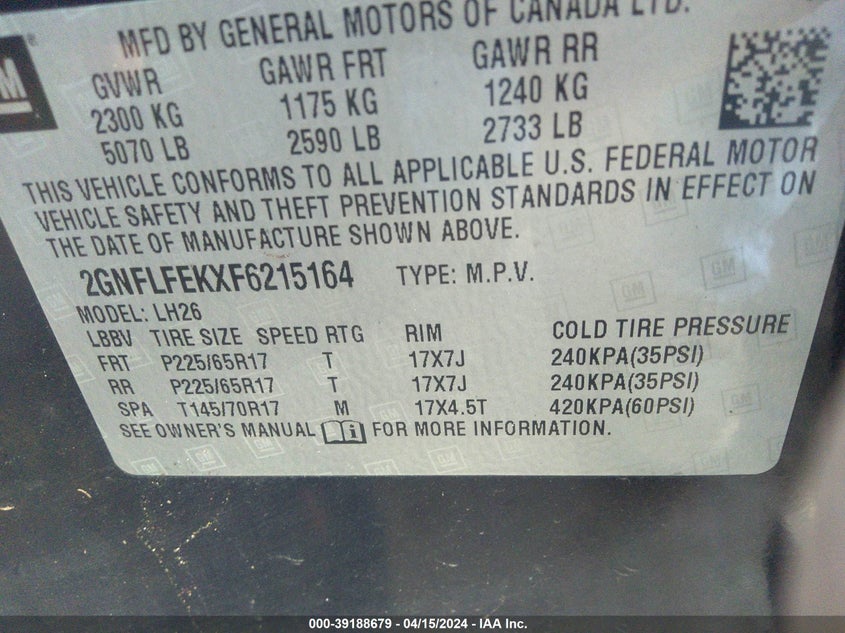 MFD BY GENERAL MOTORS OF CANADA LTD.
GM
GVWR GAWR FRT GAWR RR
2300 KG 1175 KG 1240 KG
5070 LB 2590 LB 2733 LB
THIS VEHICLE CONFORMS TO ALL APPLICABLE U.S. FEDERAL MOTOR
VEHICLE SAFETY AND THEFT PREVENTION STANDARDS IN EFFECT ON
THE DATE OF MANUFACTURE SHOWN ABOVE.
2GNFLFEKXF6215164 TYPE: M.P.V.
MODEL: LH26
LBBV TIRE SIZE SPEED RTG RIM COLD TIRE PRESSURE
FRT P225/65R17 T 17X7J 240KPA(35PSI)
RR P225/65R17 T 17X7J 240KPA(35PSI)
SPA T145/70R17 M 17X4.5T 420KPA(60PSI)
SEE OWNER'S MANUAL i FOR MORE INFORMATION.
000-39188679 - 04/15/2024 - IAA Inc.